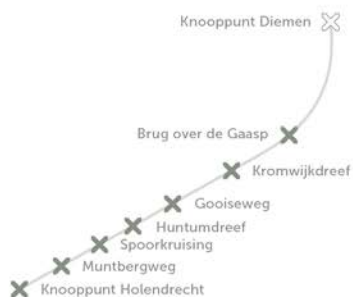 Knooppunt Diemen
Brug over de Gaasp
Kromwijkdreef
Gooiseweg
Huntumdreef
Spoorkruising
Muntbergweg
Knooppunt Holendrecht